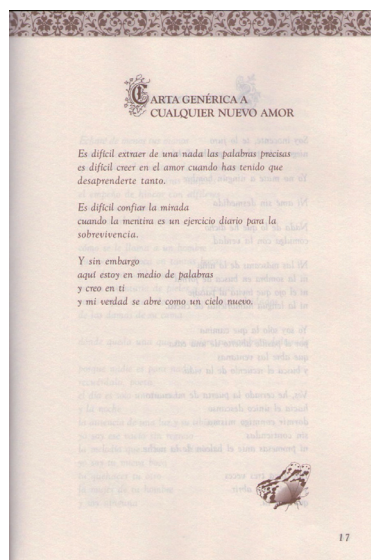 CARTA GENÉRICA A
CUALQUIER NUEVO AMOR
Es difícil extraer de una nada las palabras precisas
es difícil creer en el amor cuando has tenido que
desaprenderte tanto.
Es difícil confiar la mirada
cuando la mentira es un ejercicio diario para la
sobrevivencia.
Y sin embargo
aquí estoy en medio de palabras
y creo en ti
y mi verdad se abre como un cielo nuevo.
17